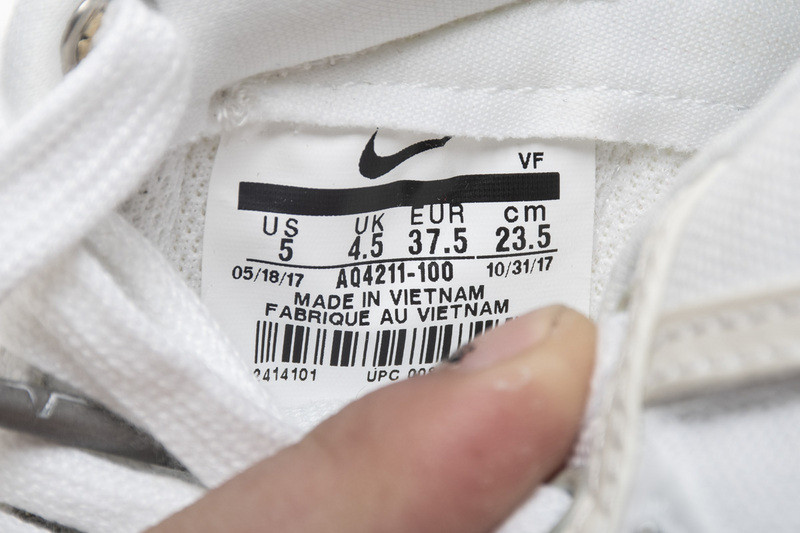 VF
US UK EUR cm
5 4.5 37.5 23.5
05/18/17 AQ4211-100 10/31/17
MADE IN VIETNAM
FABRIQUE AU VIETNAM
2414101 UPC